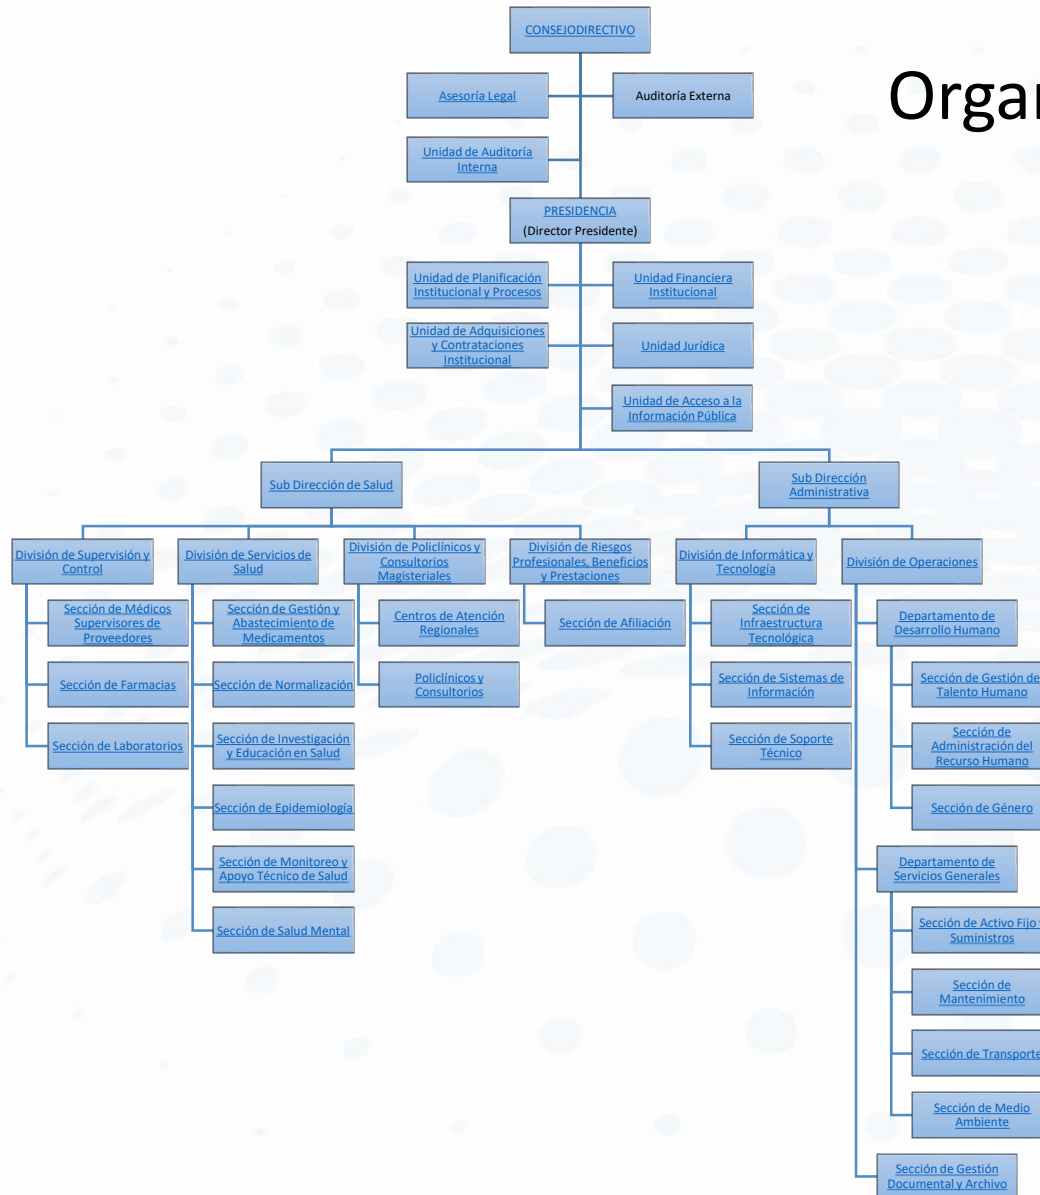 CONSEJODIRECTIVO
Organ
Asesoría Legal
Auditoría Externa
Unidad de Auditoría
Interna
PRESIDENCIA
(Director Presidente)
Unidad de Planificación
Institucional y Procesos
Unidad Financiera
Institucional
Unidad de Adquisiciones
y Contrataciones
Institucional
Unidad Jurídica
Unidad de Acceso a la
Información Pública
Sub Dirección de Salud
Sub Dirección
Administrativa
División de Supervisión y
Control
División de Servicios de
Salud
División de Policlínicos y
Consultorios
Magisteriales
División de Riesgos
Profesionales, Beneficios
y Prestaciones
División de Informática y
Tecnología
División de Operaciones
Sección de Médicos
Supervisores de
Proveedores
Sección de Gestión y
Abastecimiento de
Medicamentos
Centros de Atención
Regionales
Sección de Afiliación
Sección de
Infraestructura
Tecnológica
Departamento de
Desarrollo Humano
Sección de Farmacias
Sección de Normalización
Policlínicos y
Consultorios
Sección de Sistemas de
Información
Sección de Gestión de
Talento Humano
Sección de Laboratorios
Sección de Investigación
y Educación en Salud
Sección de Soporte
Técnico
Sección de
Administración del
Recurso Humano
Sección de Epidemiología
Sección de Género
Sección de Monitoreo y
Apoyo Técnico de Salud
Departamento de
Servicios Generales
Sección de Salud Mental
Sección de Activo Fijo y
Suministros
Sección de
Mantenimiento
Sección de Transporte
Sección de Medio
Ambiente
Sección de Gestión
Documental y Archivo